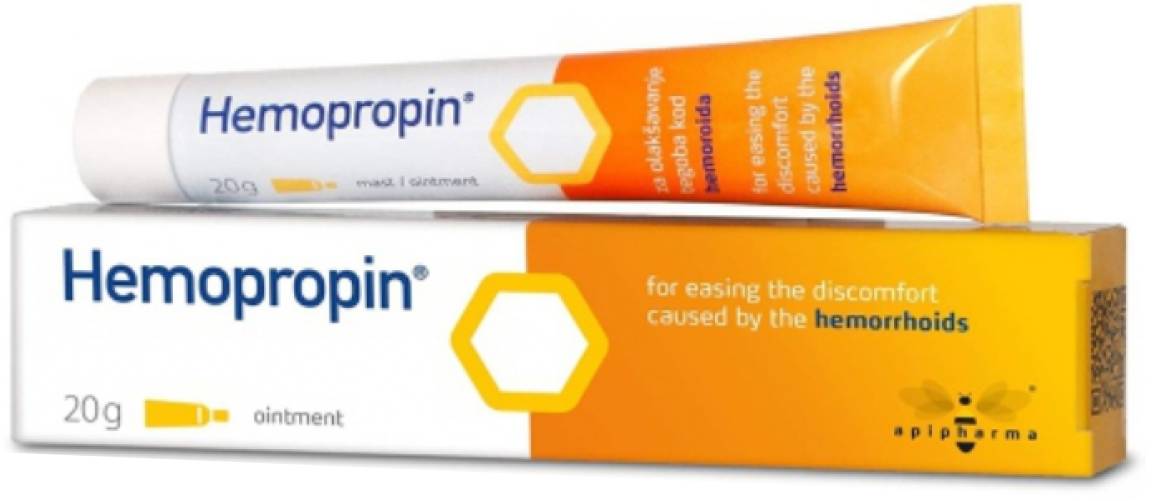 Hemopropin®
20g
mast | ointment
za olakšavanje
tegoba kod
hemoroida
for easing the
discomfort
caused by the
hemorrhoids
Hemopropin®
20g
ointment
for easing the discomfort
caused by the hemorrhoids
apipharma